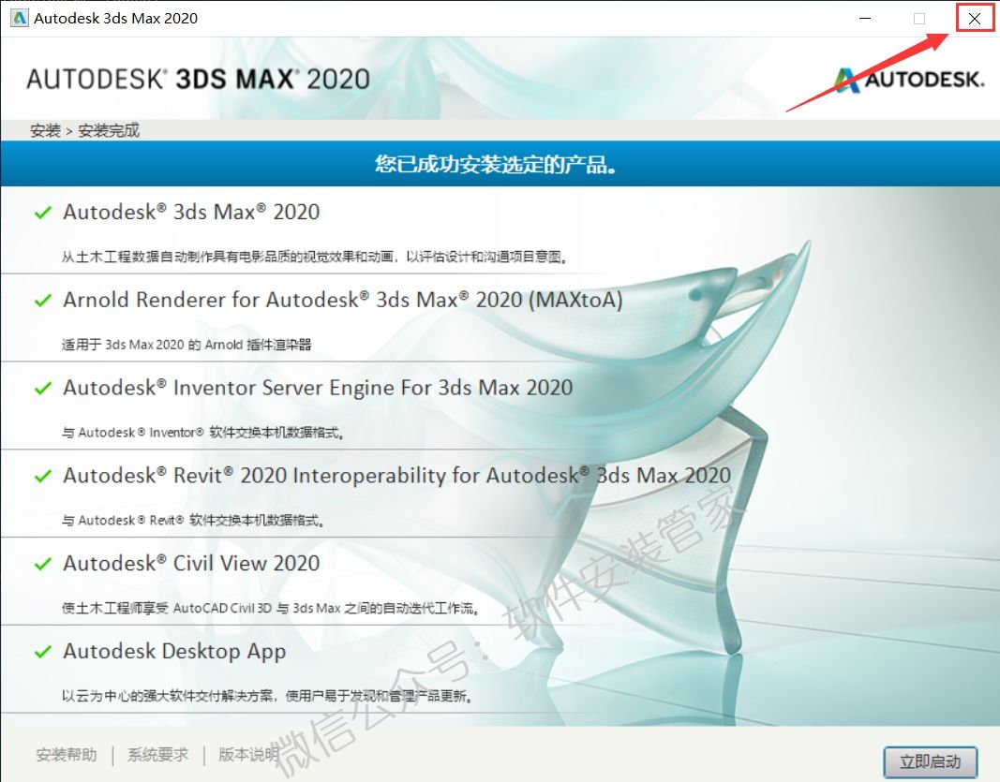 Autodesk 3ds Max 2020
AUTODESK® 3DS MAX® 2020
AUTODESK.
安装 > 安装完成
您已成功安装选定的产品。
Autodesk® 3ds Max® 2020
从土木工程数据自动制作具有电影品质的视觉效果和动画，以评估设计和沟通项目意图。
Arnold Renderer for Autodesk® 3ds Max® 2020 (MAXtoA)
适用于 3ds Max 2020 的 Arnold 插件渲染器
Autodesk® Inventor Server Engine For 3ds Max 2020
与 Autodesk® Inventor® 软件交换本机数据格式。
Autodesk® Revit® 2020 Interoperability for Autodesk® 3ds Max 2020
与 Autodesk® Revit® 软件交换本机数据格式。
Autodesk® Civil View 2020
使土木工程师享受 AutoCAD Civil 3D 与 3ds Max 之间的自动迭代工作流。
Autodesk Desktop App
以云为中心的强大软件交付解决方案，使用户易于发现和管理产品更新。
微信公众号：软件安装管家
安装帮助 | 系统要求 | 版本说明
立即启动